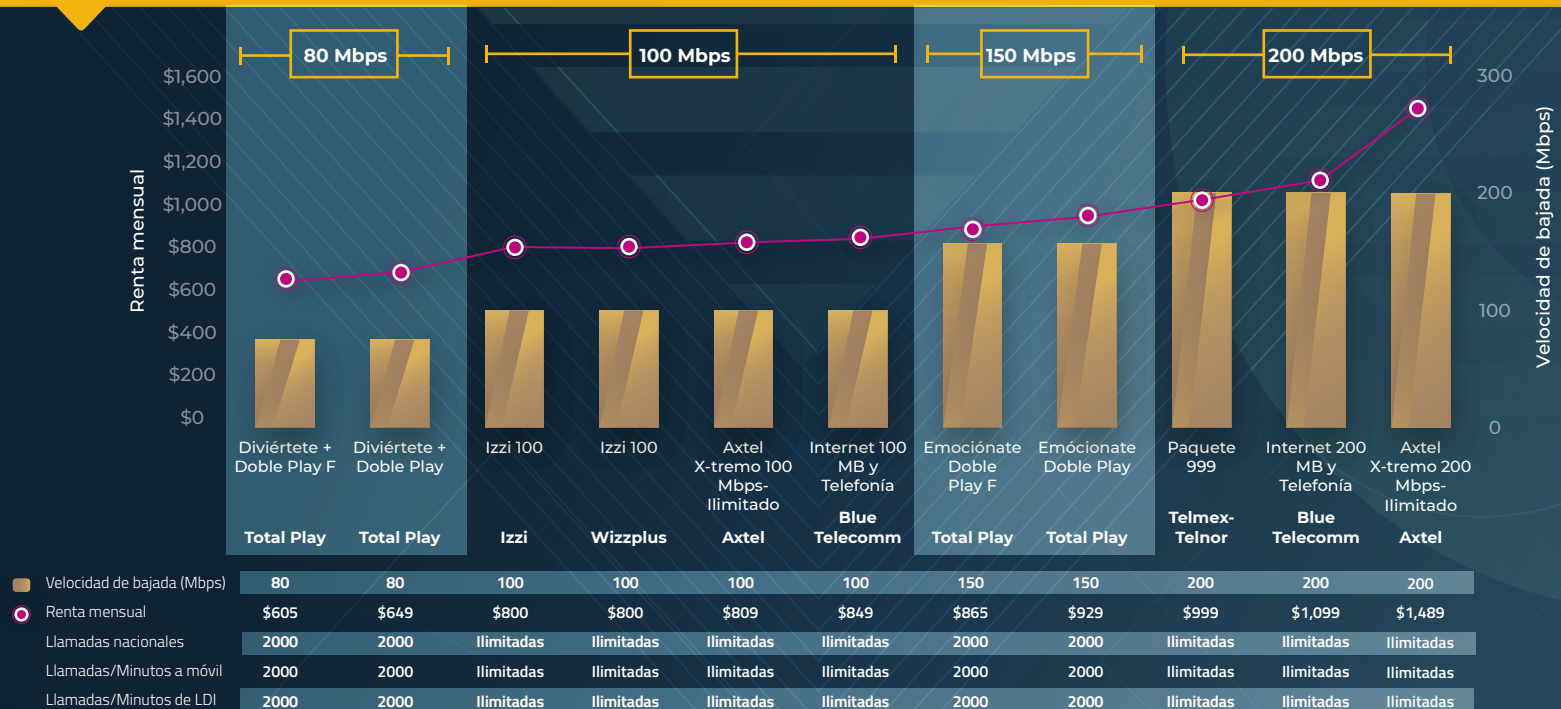 80 Mbps
100 Mbps
150 Mbps
200 Mbps
$1,600
$1,400
$1,200
$1,000
$800
$600
$400
$200
$0
Renta mensual
300
200
100
0
Velocidad de bajada (Mbps)
Diviértete +
Doble Play F
Total Play
Diviértete +
Doble Play
Total Play
Izzi 100
Izzi
Izzi 100
Wizzplus
Axtel
X-tremo 100
Mbps-
Ilimitado
Axtel
Internet 100
MB y
Telefonía
Blue
Telecomm
Emociónate
Doble
Play F
Total Play
Emócionate
Doble Play
Total Play
Paquete
999
Telmex-
Telnor
Internet 200
MB y
Telefonía
Blue
Telecomm
Axtel
X-tremo 200
Mbps-
Ilimitado
Axtel
Velocidad de bajada (Mbps) 80 80 100 100 100 100 150 150 200 200 200
Renta mensual $605 $649 $800 $800 $809 $849 $865 $929 $999 $1,099 $1,489
Llamadas nacionales 2000 2000 Ilimitadas Ilimitadas Ilimitadas Ilimitadas 2000 2000 Ilimitadas Ilimitadas Ilimitadas
Llamadas/Minutos a móvil 2000 2000 Ilimitadas Ilimitadas Ilimitadas Ilimitadas 2000 2000 Ilimitadas Ilimitadas Ilimitadas
Llamadas/Minutos de LDI 2000 2000 Ilimitadas Ilimitadas Ilimitadas Ilimitadas 2000 2000 Ilimitadas Ilimitadas Ilimitadas